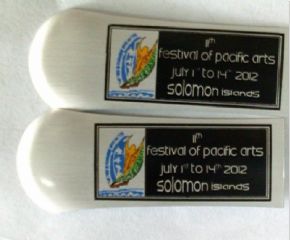 11th
festival of pacific arts
july 1st to 14th 2012
solomon islands
11th
festival of pacific arts
july 1st to 14th 2012
solomon islands